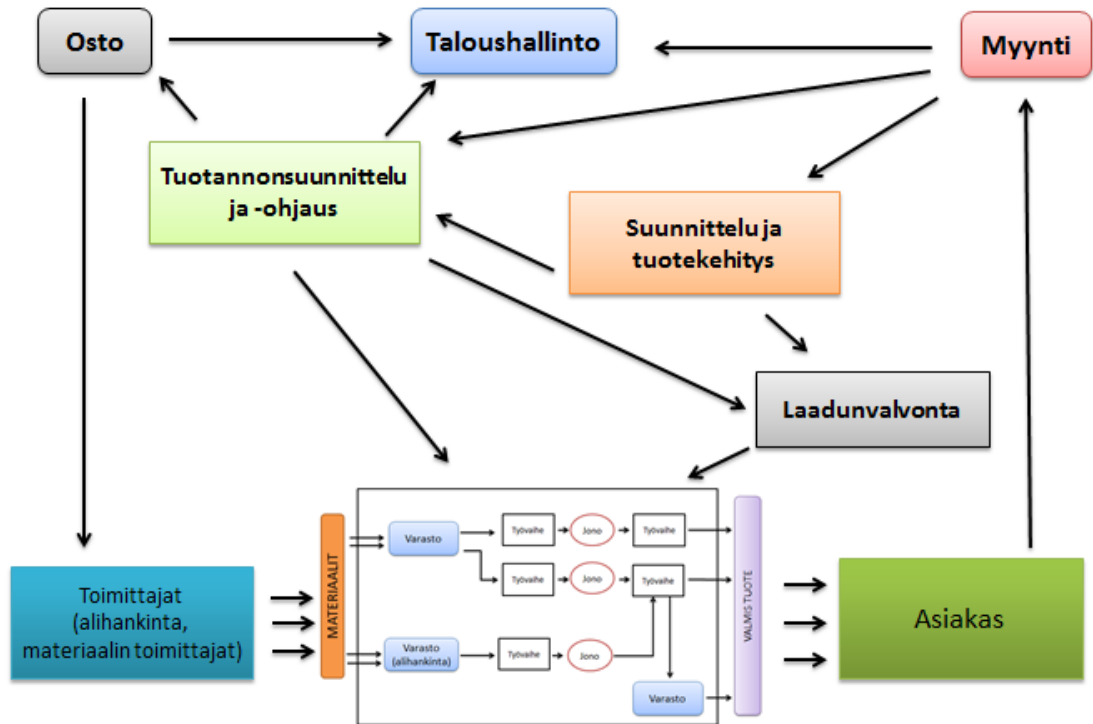 Osto
Taloushallinto
Myynti
Tuotannonsuunnittelu
ja -ohjaus
Suunnittelu ja
tuotekehitys
Laadunvalvonta
Toimittajat
(alihankinta,
materiaalin toimittajat)
MATERIAALIT
Varasto
Työvaihe
Jono
Työvaihe
Työvaihe
Jono
Työvaihe
Varasto
(alihankinta)
Työvaihe
Jono
Varasto
VALMIS TUOTE
Asiakas